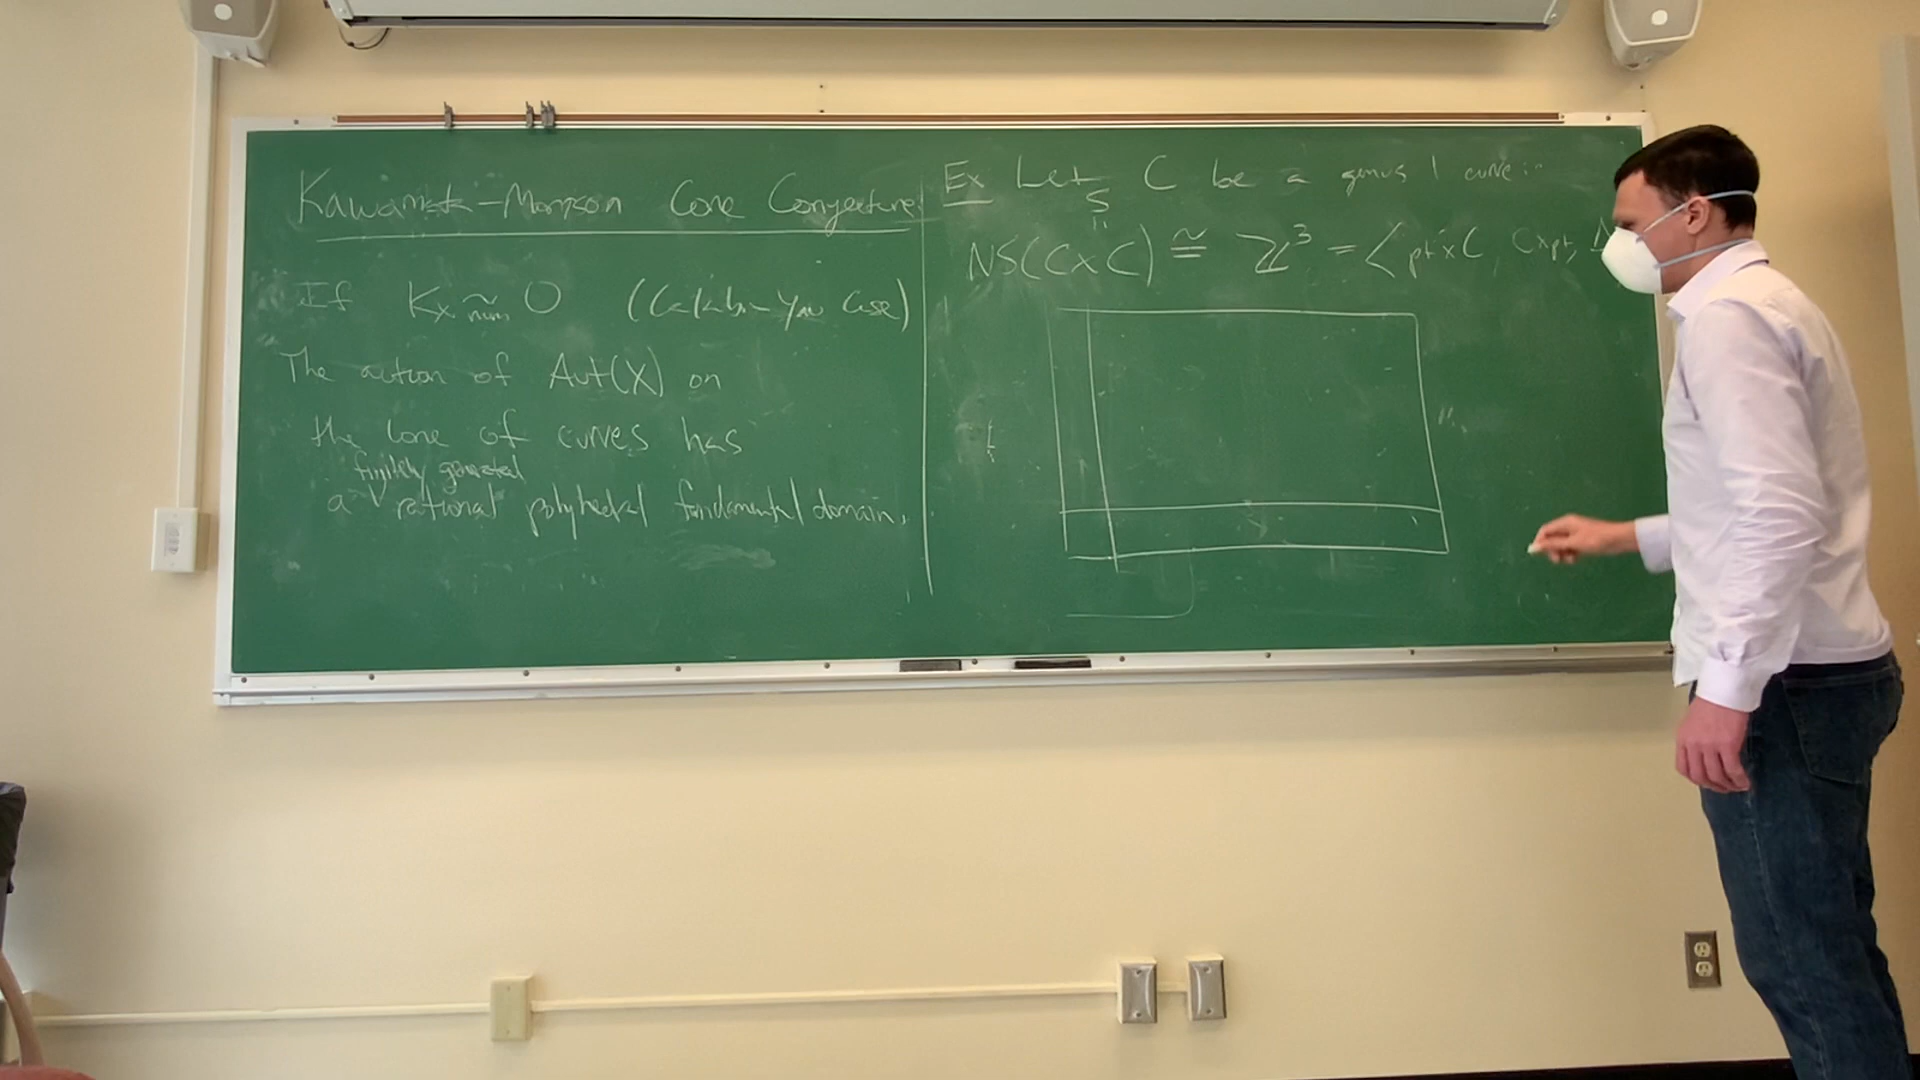 Kawamata-Morrison Cone Conjecture:
If K_X ~_num 0 (Calabi-Yau case)
The action of Aut(X) on
the cone of curves has
finitely generated
a ∨ rational polyhedral fundamental domain.
Ex Let C be a genus 1 curve:
S
"
NS(C×C) ≅ ℤ³ = < pt×C, C×pt, Δ